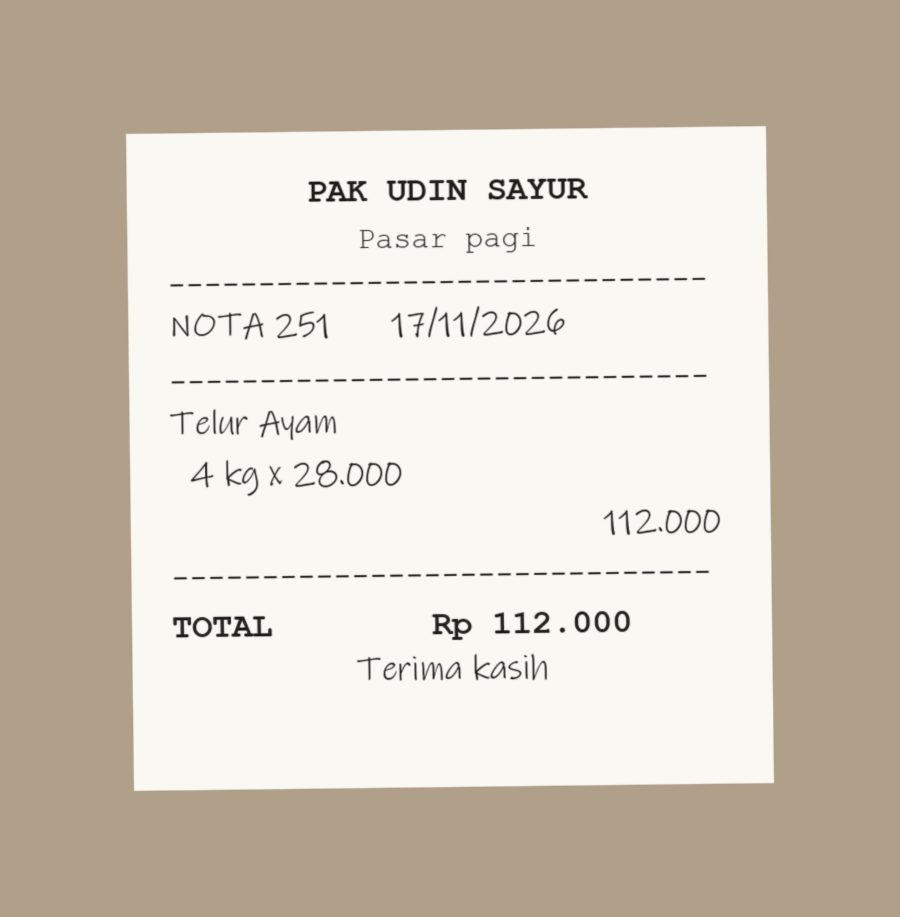 PAK UDIN SAYUR
Pasar pagi
------------------------------
NOTA 251 17/11/2026
------------------------------
Telur Ayam
4 kg x 28.000
112.000
------------------------------
TOTAL Rp 112.000
Terima kasih